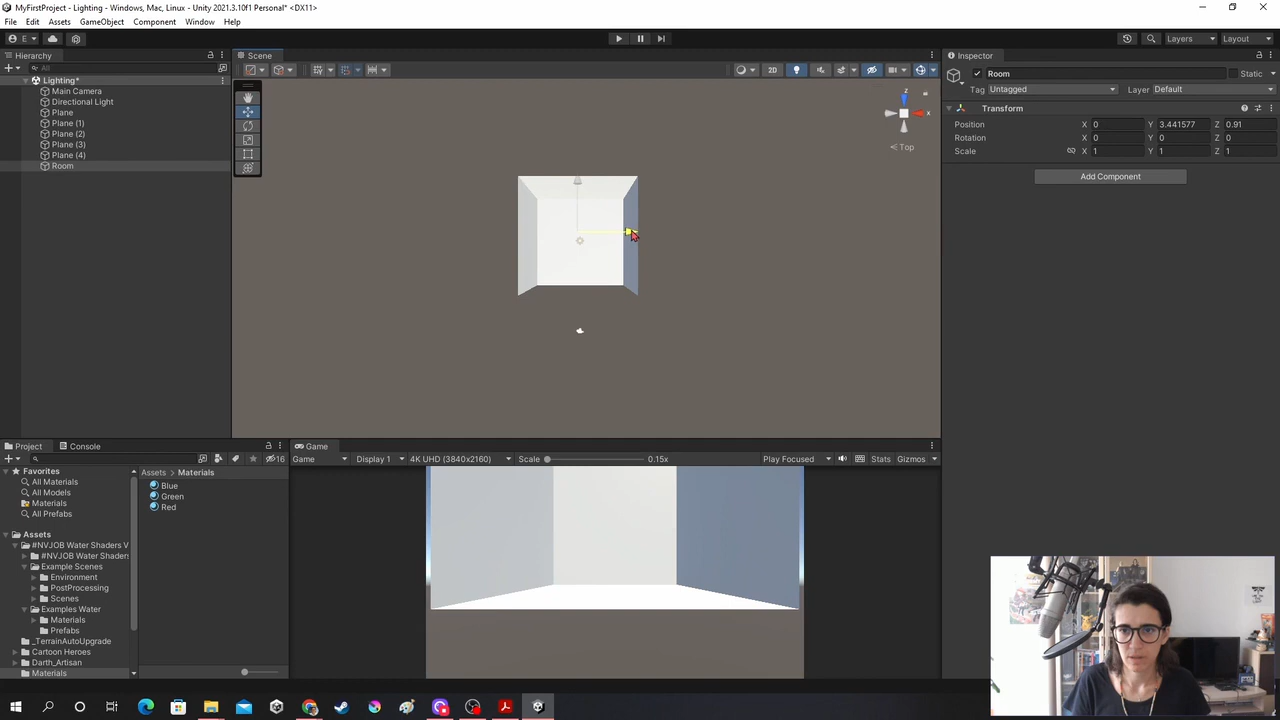 MyFirstProject - Lighting - Windows, Mac, Linux - Unity 2021.3.10f1 Personal* <DX11>
File Edit Assets GameObject Component Window Help
E Layers Layout
Hierarchy Scene Inspector
All
Lighting*
Main Camera
Directional Light
Plane
Plane (1)
Plane (2)
Plane (3)
Plane (4)
Room
2D
z
x
Top
Room Static
Tag Untagged Layer Default
Transform
Position X 0 Y 3.441577 Z 0.91
Rotation X 0 Y 0 Z 0
Scale X 1 Y 1 Z 1
Add Component
Project Console Game
16
Game Display 1 4K UHD (3840x2160) Scale 0.15x Play Focused Stats Gizmos
Favorites
All Materials
All Models
Materials
All Prefabs
Assets
#NVJOB Water Shaders V
#NVJOB Water Shaders
Example Scenes
Environment
PostProcessing
Scenes
Examples Water
Materials
Prefabs
_TerrainAutoUpgrade
Cartoon Heroes
Darth_Artisan
Materials
Assets > Materials
Blue
Green
Red